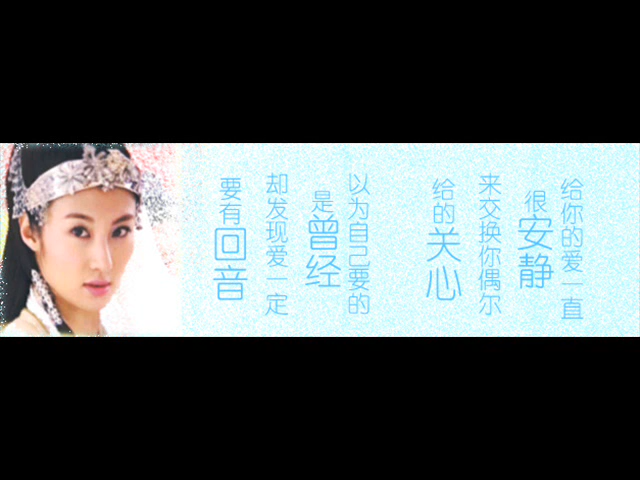 给你的爱一直
很安静
来交换你偶尔
给的关心
以为自己要的
是曾经
却发现爱一定
要有回音